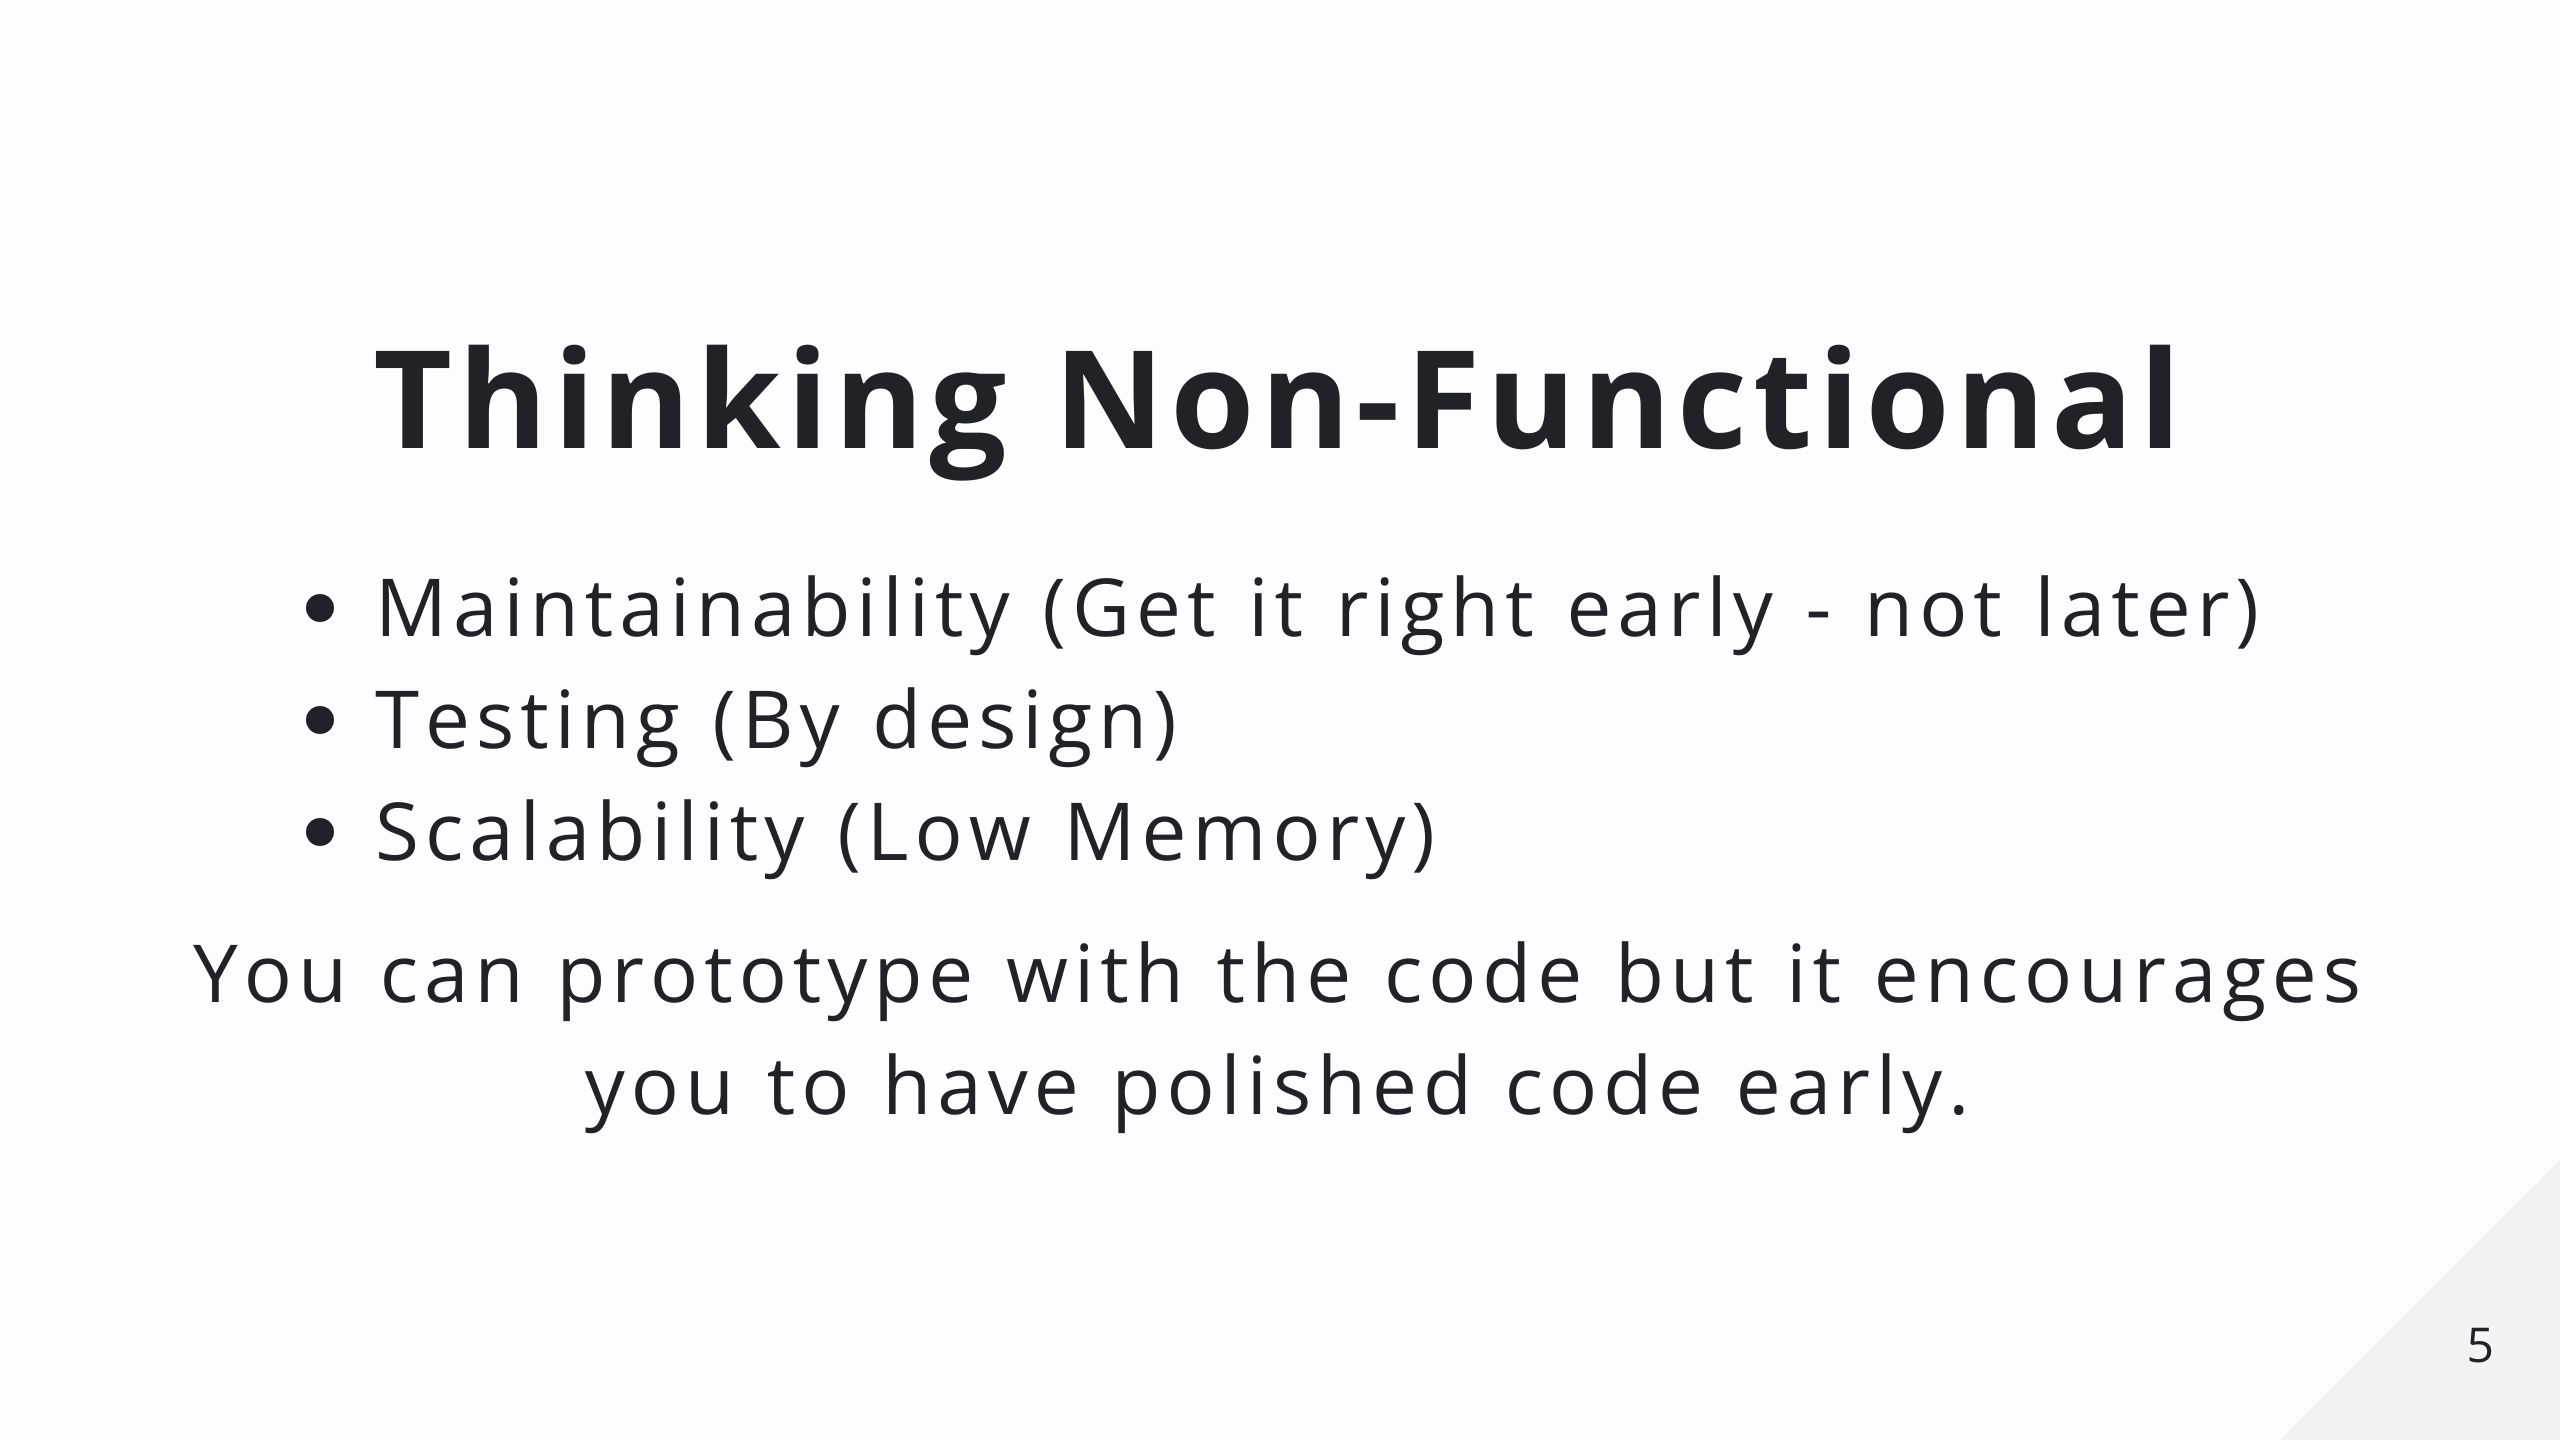 Thinking Non-Functional
• Maintainability (Get it right early - not later)
• Testing (By design)
• Scalability (Low Memory)
You can prototype with the code but it encourages
you to have polished code early.
5